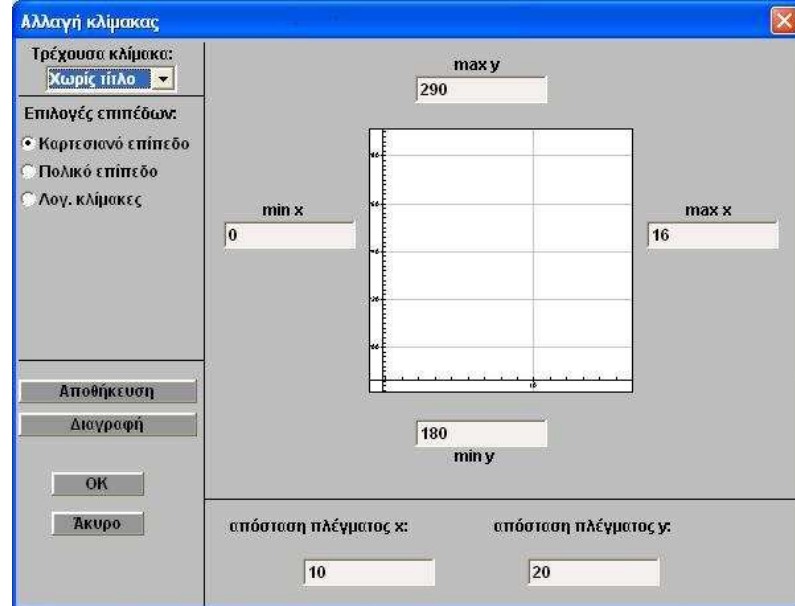 Αλλαγή κλίμακας
Τρέχουσα κλίμακα:
Χωρίς τίτλο
Επιλογές επιπέδων:
Καρτεσιανό επίπεδο
Πολικό επίπεδο
Λογ. κλίμακες
Αποθήκευση
Διαγραφή
OK
Άκυρο
max y
290
min x
0
max x
16
10
180
min y
απόσταση πλέγματος x:
απόσταση πλέγματος y:
10
20